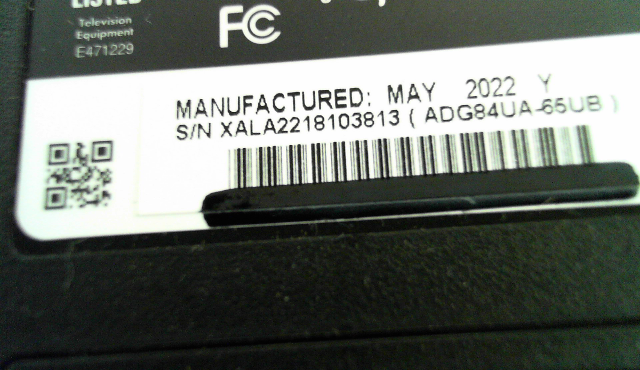 LISTED
Television
Equipment
E471229
FC
MANUFACTURED: MAY 2022 Y
S/N XALA2218103813 ( ADG84UA-65UB )